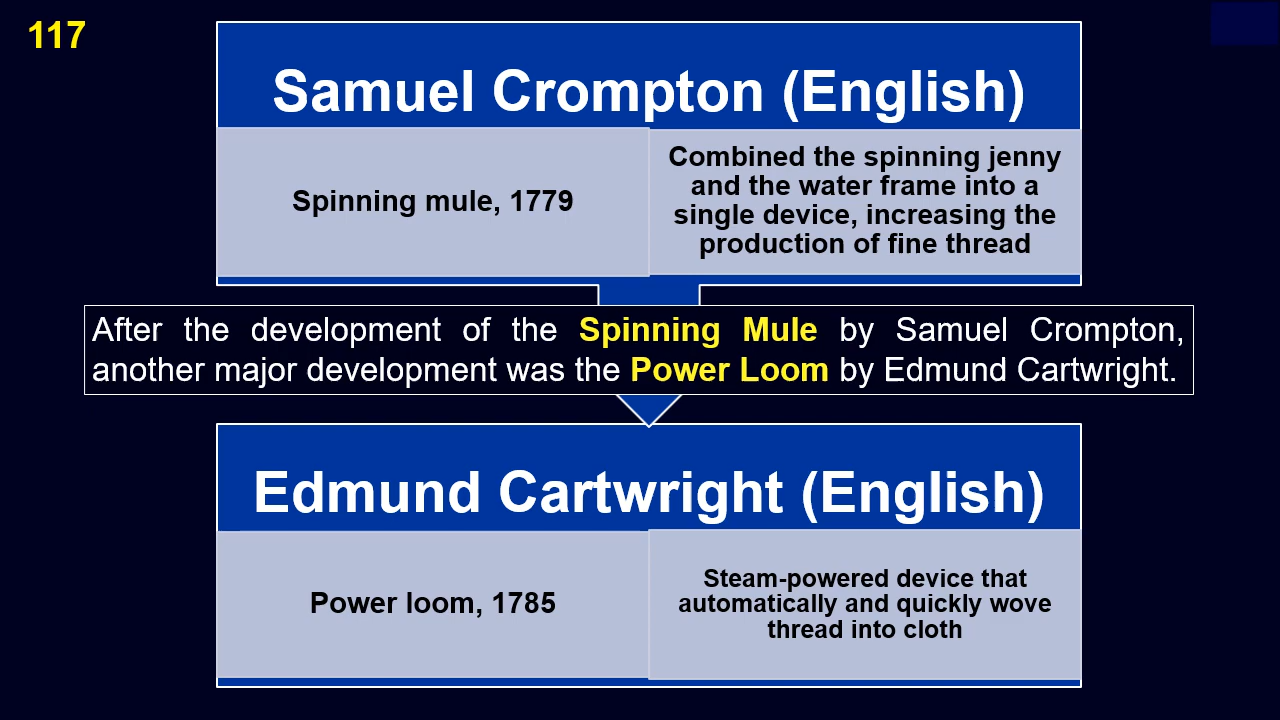 117
Samuel Crompton (English)
Spinning mule, 1779
Combined the spinning jenny
and the water frame into a
single device, increasing the
production of fine thread
After the development of the Spinning Mule by Samuel Crompton,
another major development was the Power Loom by Edmund Cartwright.
Edmund Cartwright (English)
Power loom, 1785
Steam-powered device that
automatically and quickly wove
thread into cloth